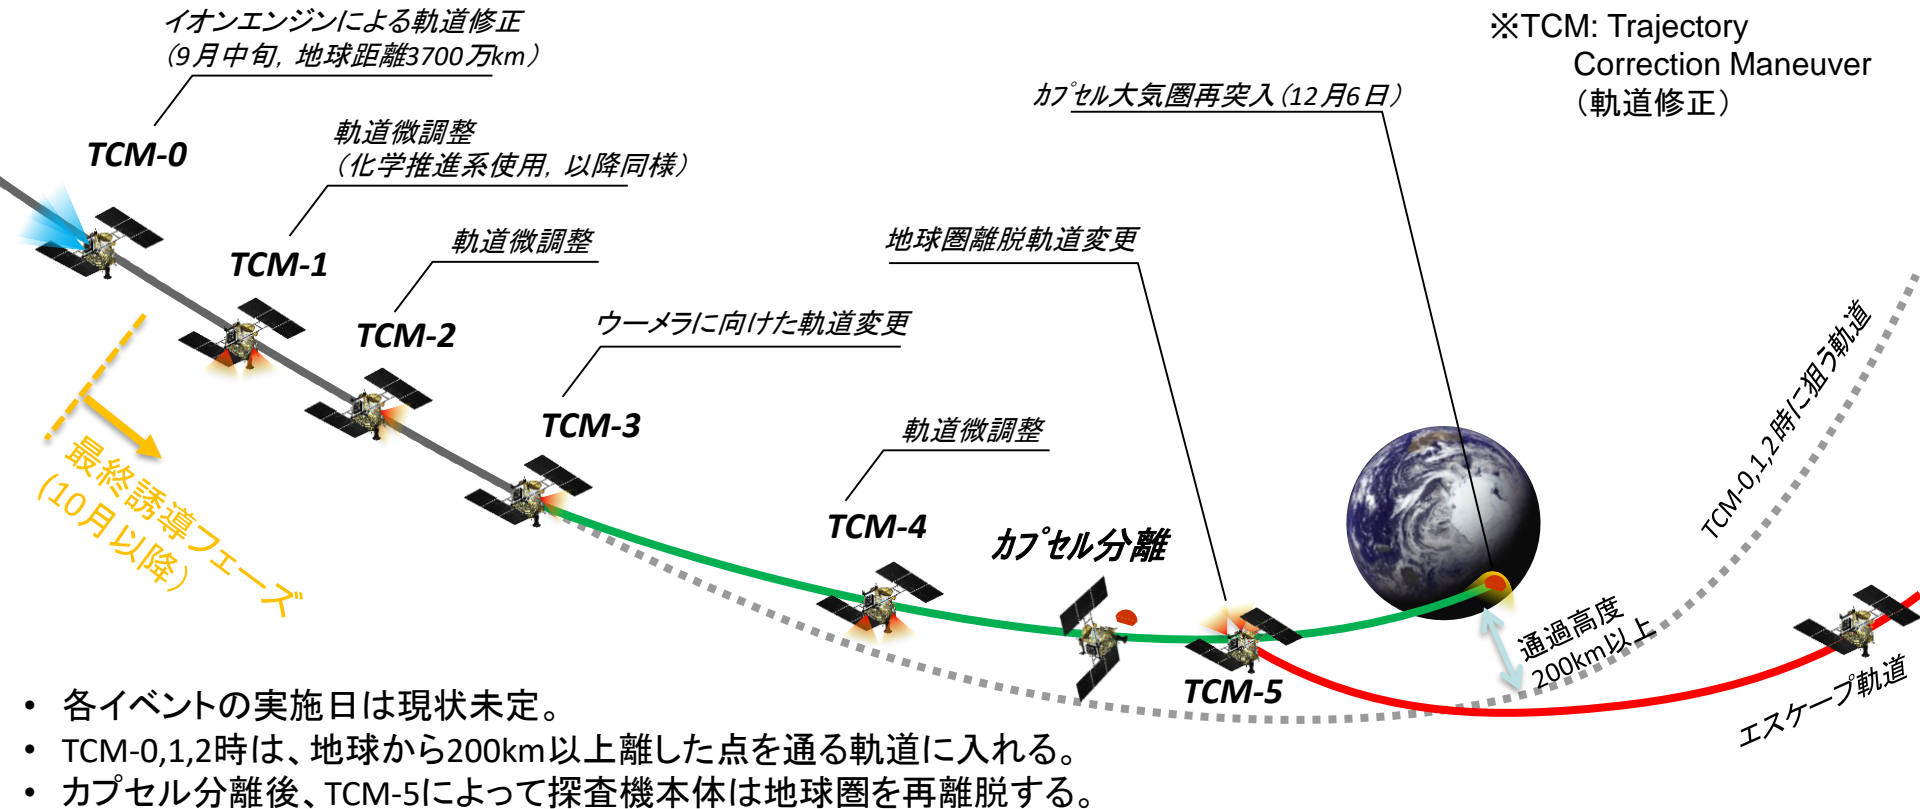 イオンエンジンによる軌道修正
（9月中旬, 地球距離3700万km）
TCM-0
軌道微調整
（化学推進系使用, 以降同様）
TCM-1
軌道微調整
TCM-2
ウーメラに向けた軌道変更
TCM-3
軌道微調整
TCM-4
カプセル分離
地球圏離脱軌道変更
TCM-5
カプセル大気圏再突入（12月6日）
※TCM: Trajectory
Correction Maneuver
（軌道修正）
最終誘導フェーズ
(10月以降）
TCM-0,1,2時に狙う軌道
通過高度
200km以上
エスケープ軌道
• 各イベントの実施日は現状未定。
• TCM-0,1,2時は、地球から200km以上離した点を通る軌道に入れる。
• カプセル分離後、TCM-5によって探査機本体は地球圏を再離脱する。